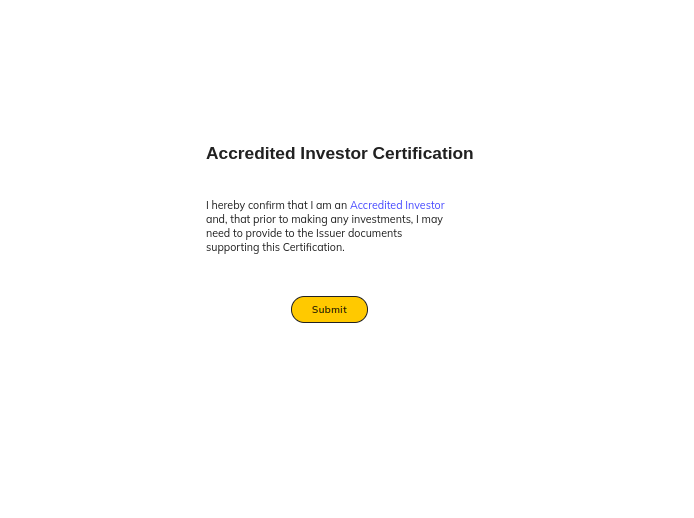 Accredited Investor Certification
I hereby confirm that I am an Accredited Investor
and, that prior to making any investments, I may
need to provide to the Issuer documents
supporting this Certification.
Submit